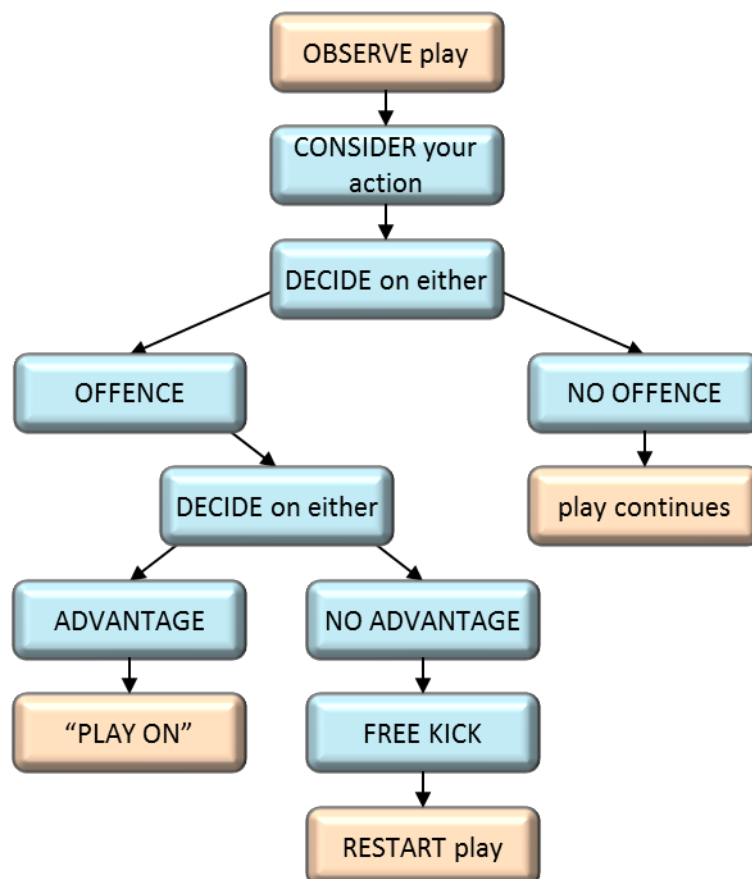 OBSERVE play
CONSIDER your
action
DECIDE on either
OFFENCE
NO OFFENCE
DECIDE on either
play continues
ADVANTAGE
NO ADVANTAGE
“PLAY ON”
FREE KICK
RESTART play